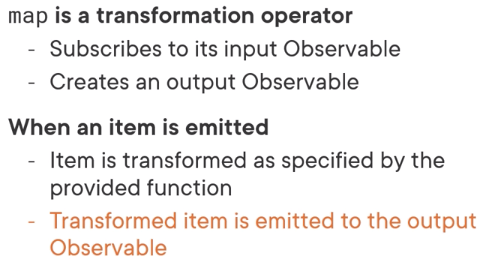 map is a transformation operator
- Subscribes to its input Observable
- Creates an output Observable
When an item is emitted
- Item is transformed as specified by the
provided function
- Transformed item is emitted to the output
Observable